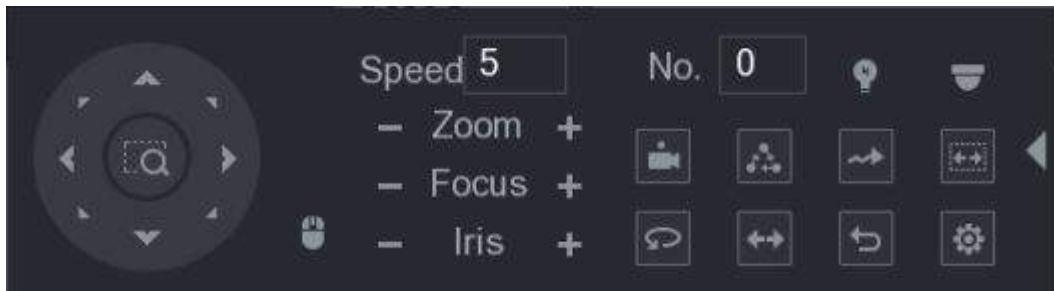 Speed 5 No. 0
– Zoom +
– Focus +
– Iris +